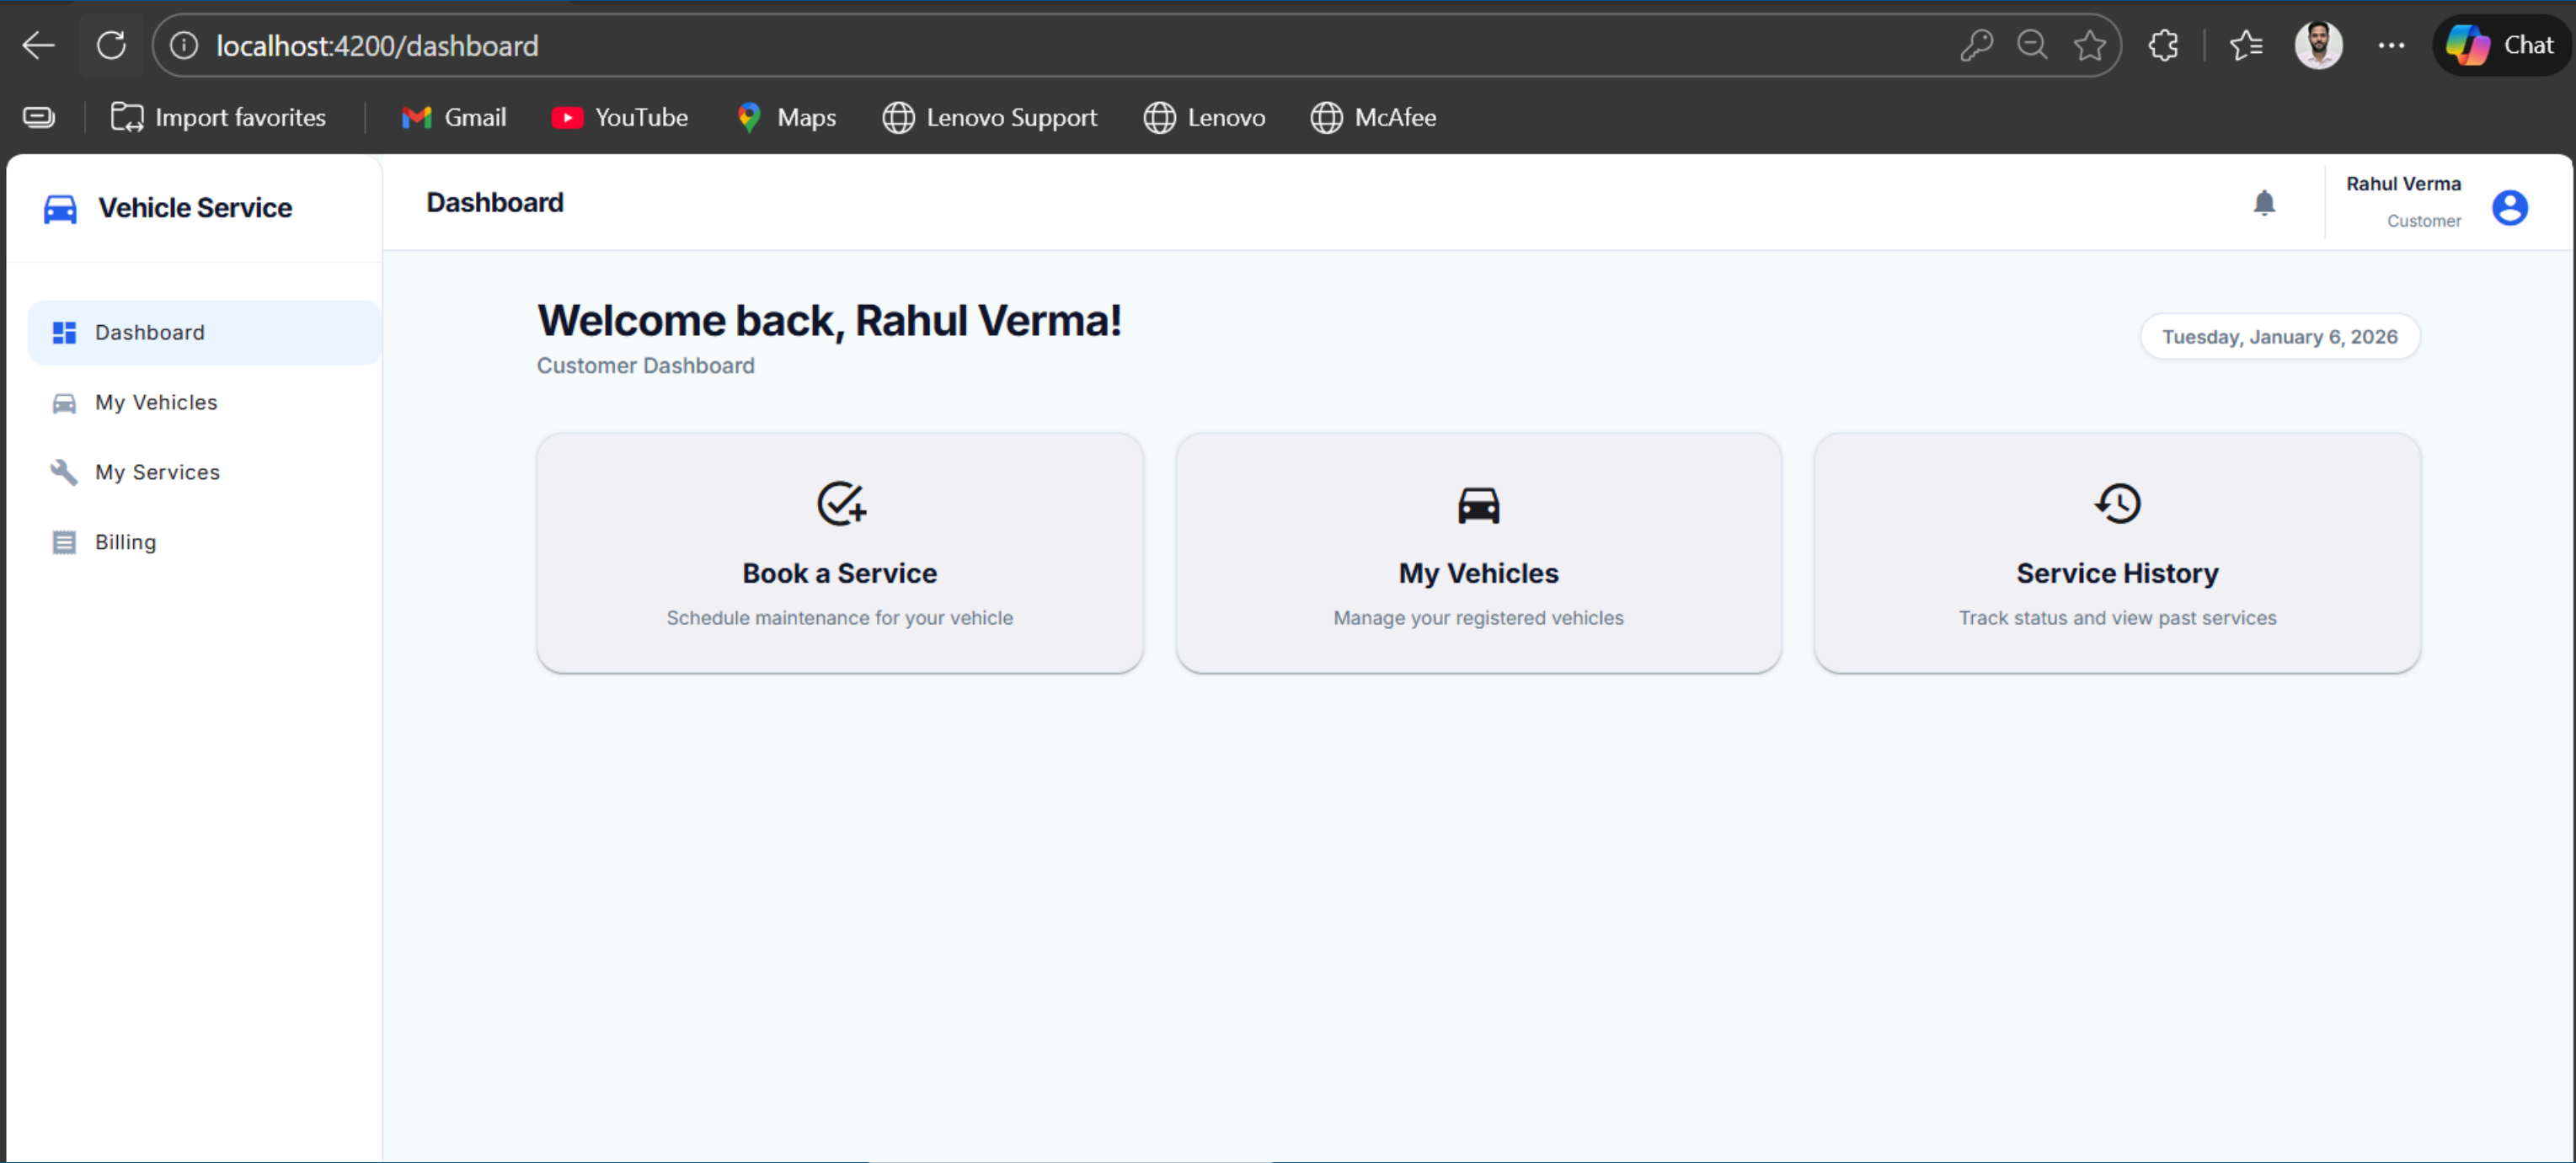 localhost:4200/dashboard
Chat
Import favorites
Gmail
YouTube
Maps
Lenovo Support
Lenovo
McAfee
Vehicle Service
Dashboard
My Vehicles
My Services
Billing
Dashboard
Rahul Verma
Customer
Welcome back, Rahul Verma!
Customer Dashboard
Tuesday, January 6, 2026
Book a Service
Schedule maintenance for your vehicle
My Vehicles
Manage your registered vehicles
Service History
Track status and view past services